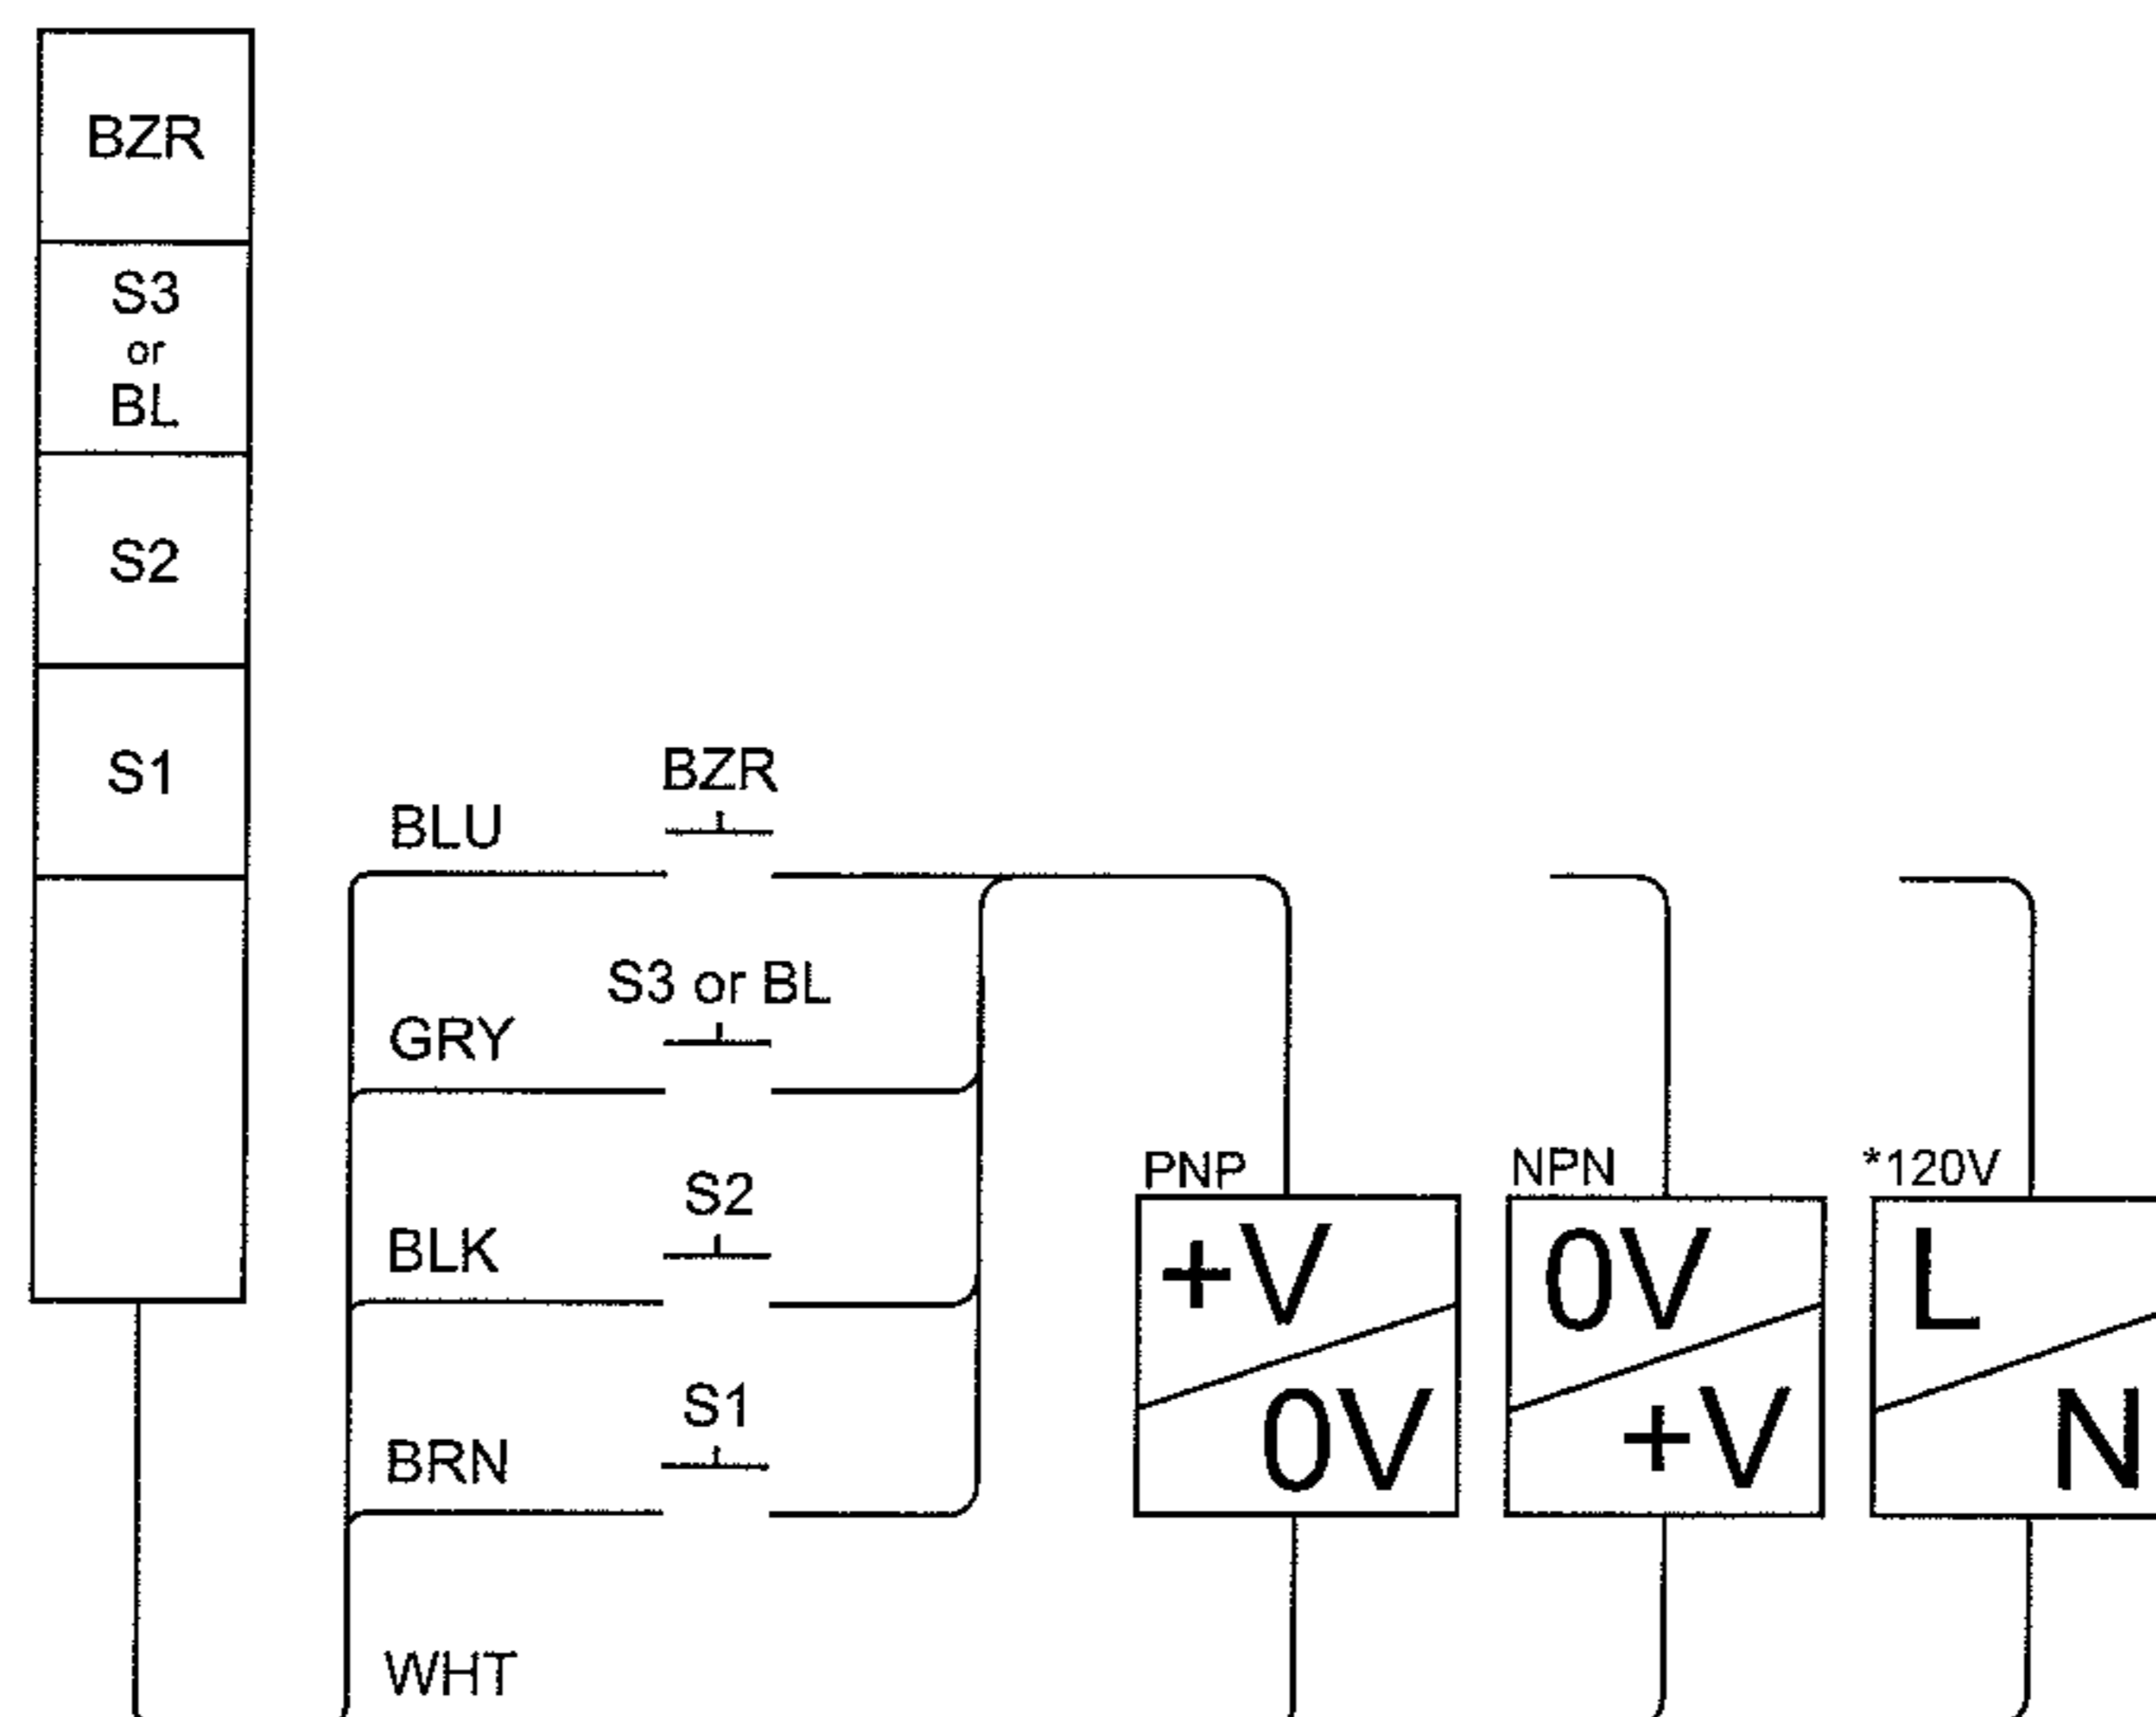 BZR
S3
or
BL
S2
S1
BZR
BLU
S3 or BL
GRY
S2
BLK
S1
BRN
WHT
PNP
+V
0V
NPN
0V
+V
*120V
L
N